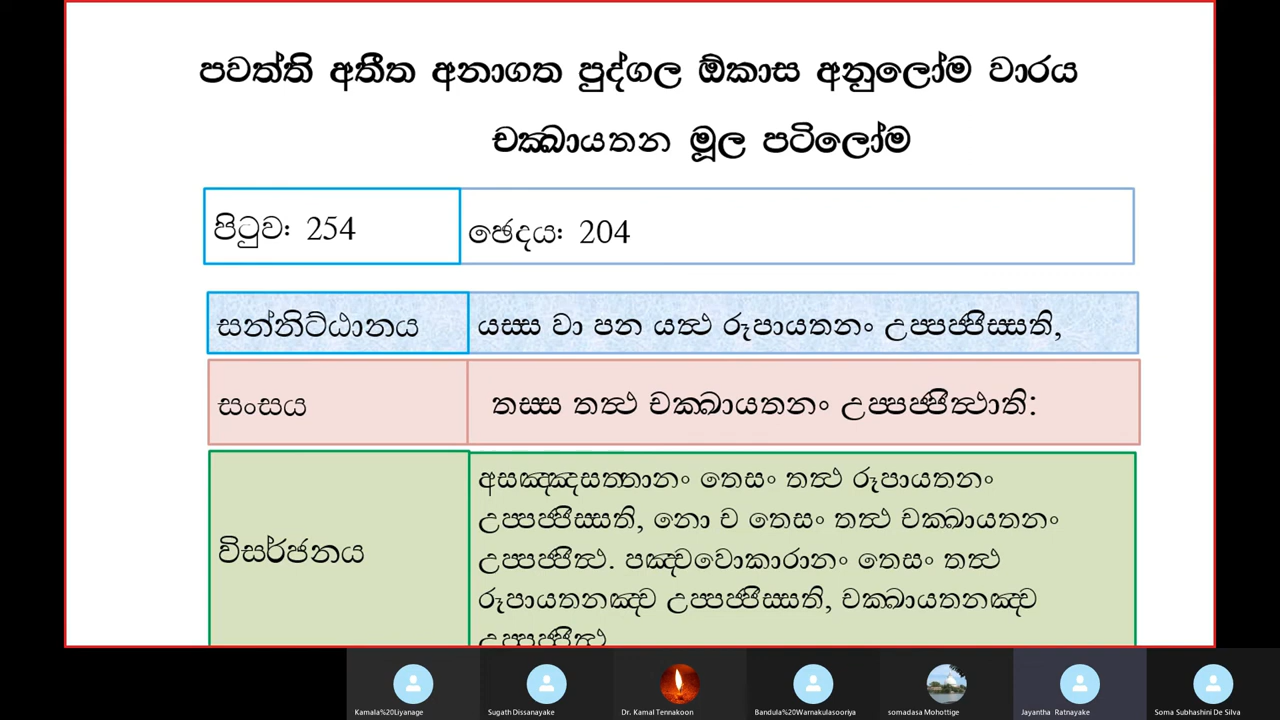 පවත්ති අතීත අනාගත පුද්ගල ඕකාස අනුලෝම වාරය
චක්ඛායතන මූල පටිලෝම
පිටුව: 254
ඡෙදය: 204
සන්නිට්ඨානය
යස්ස වා පන යත්ථ රූපායතනං උප්පජ්ජිස්සති,
සංසය
තස්ස තත්ථ චක්ඛායතනං උප්පජ්ජිත්ථාති:
විසර්ජනය
අසඤ්ඤසත්තානං තෙසං තත්ථ රූපායතනං
උප්පජ්ජිස්සති, නො ච තෙසං තත්ථ චක්ඛායතනං
උප්පජ්ජිත්ථ. පඤ්චවොකාරානං තෙසං තත්ථ
රූපායතනඤ්ච උප්පජ්ජිස්සති, චක්ඛායතනඤ්ච
උප්පජ්ජිත්ථ
Kamala%20Liyanage
Sugath Dissanayake
Dr. Kamal Tennakoon
Bandula%20Warnakulasooriya
somadasa Mohottige
Jayantha Ratnayake
Soma Subhashini De Silva